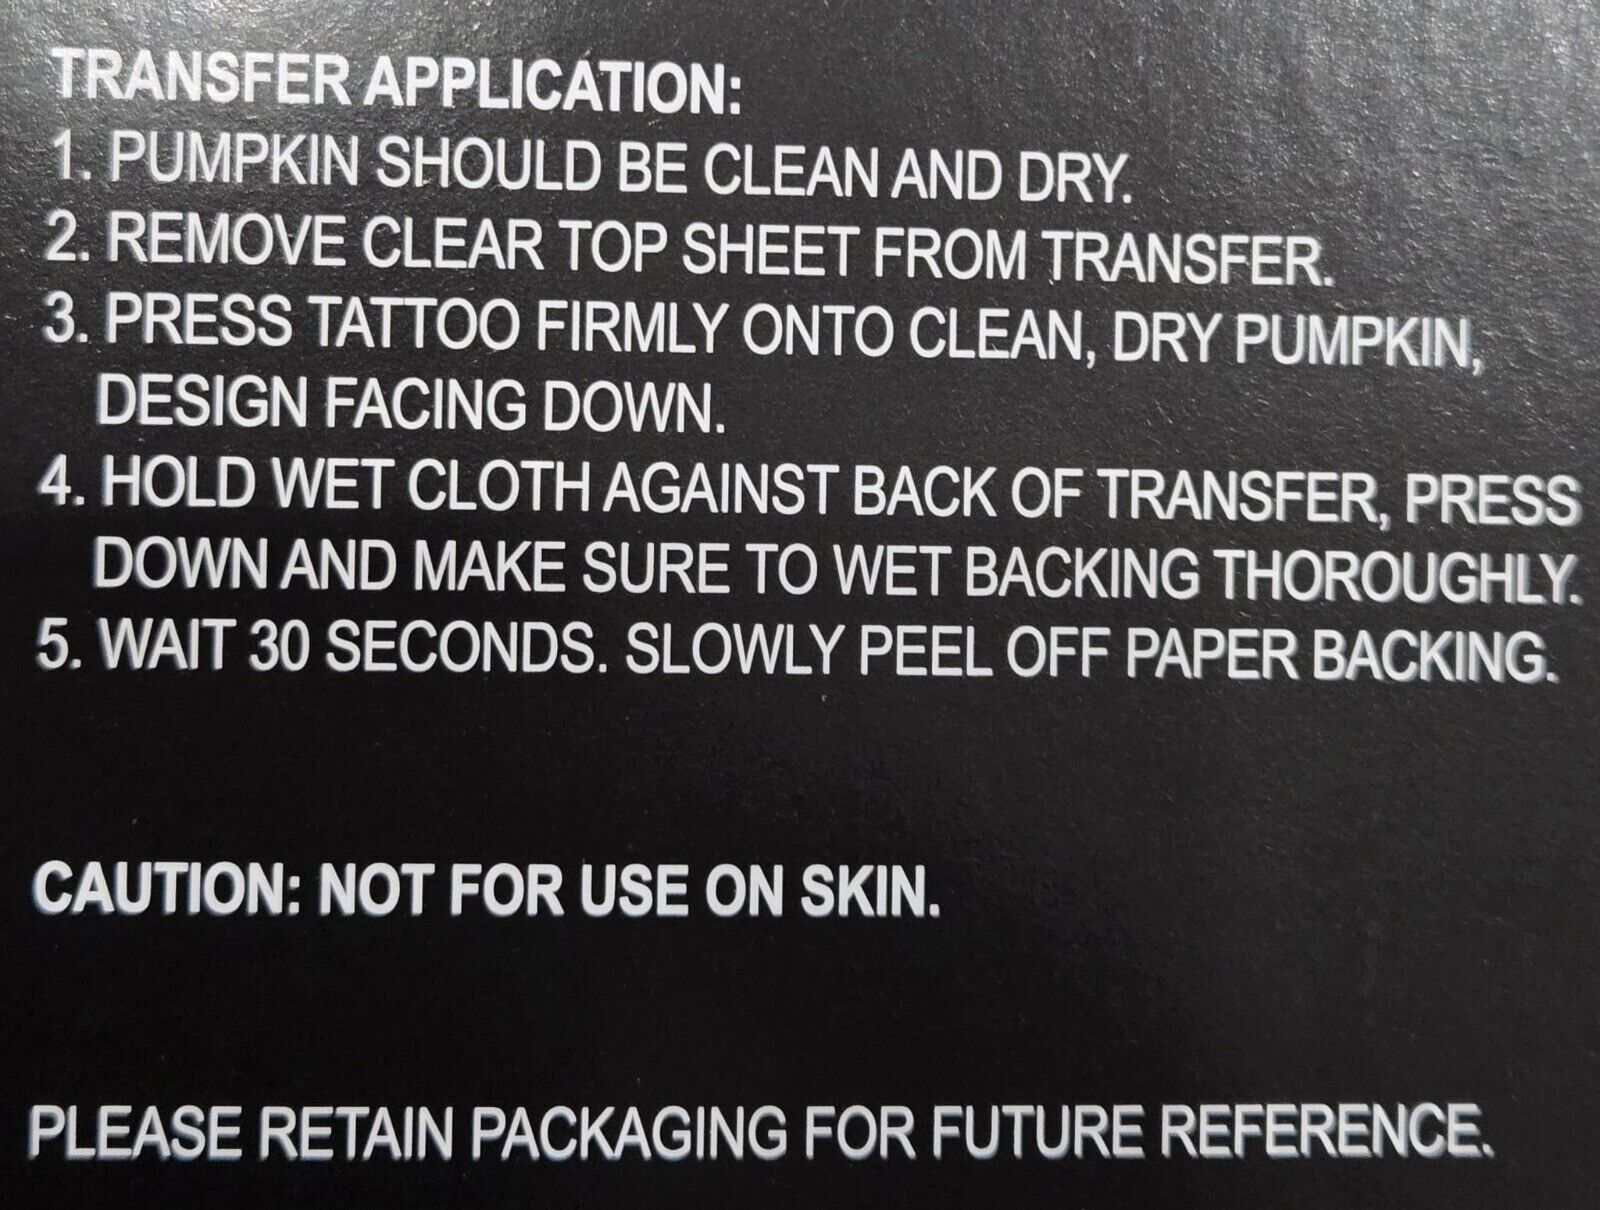 TRANSFER APPLICATION:
1. PUMPKIN SHOULD BE CLEAN AND DRY.
2. REMOVE CLEAR TOP SHEET FROM TRANSFER.
3. PRESS TATTOO FIRMLY ONTO CLEAN, DRY PUMPKIN,
DESIGN FACING DOWN.
4. HOLD WET CLOTH AGAINST BACK OF TRANSFER, PRESS
DOWN AND MAKE SURE TO WET BACKING THOROUGHLY.
5. WAIT 30 SECONDS. SLOWLY PEEL OFF PAPER BACKING.
CAUTION: NOT FOR USE ON SKIN.
PLEASE RETAIN PACKAGING FOR FUTURE REFERENCE.